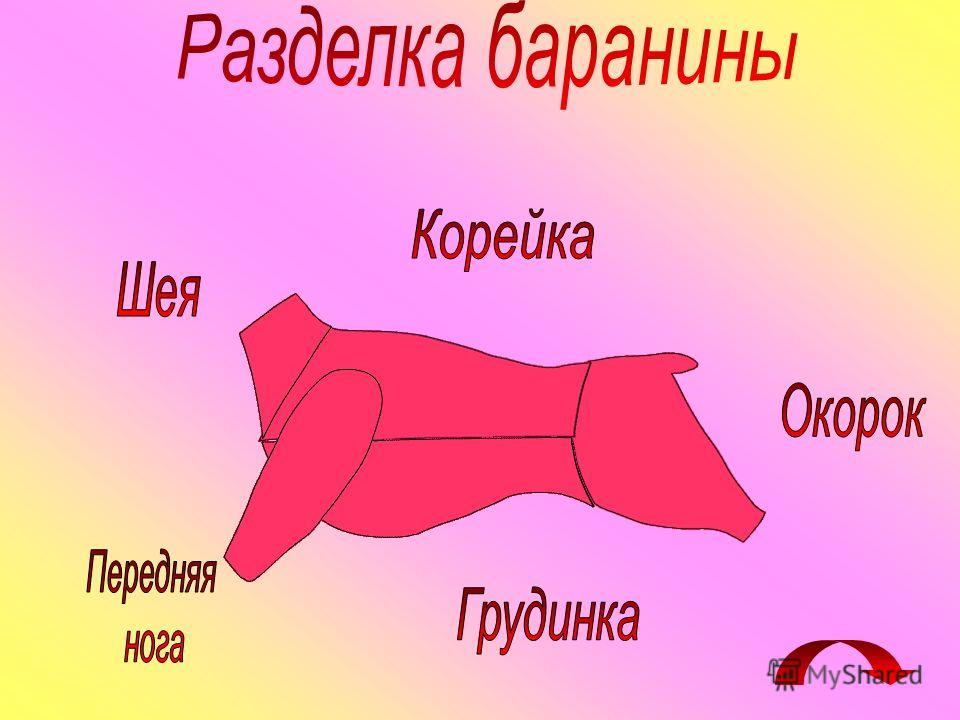 Разделка баранины
Корейка
Шея
Окорок
Передняя
нога
Грудинка
MyShared